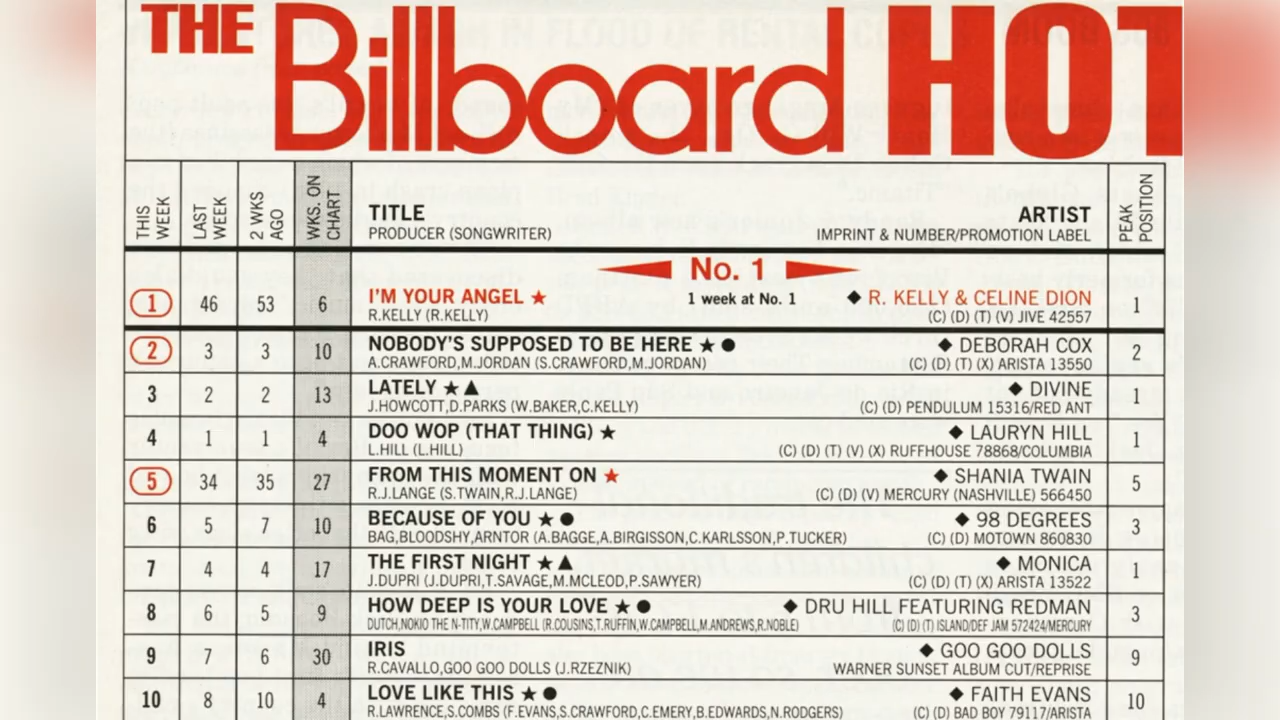 THE Billboard HOT
THIS WEEK
LAST WEEK
2 WKS AGO
WKS. ON CHART
TITLE
PRODUCER (SONGWRITER)
ARTIST
IMPRINT & NUMBER/PROMOTION LABEL
PEAK POSITION
No. 1
1 46 53 6 I'M YOUR ANGEL ★ 1 week at No. 1 ◆ R. KELLY & CELINE DION 1
R.KELLY (R.KELLY) (C) (D) (T) (V) JIVE 42557
2 3 3 10 NOBODY'S SUPPOSED TO BE HERE ★ ● ◆ DEBORAH COX 2
A.CRAWFORD,M.JORDAN (S.CRAWFORD,M.JORDAN) (C) (D) (T) (X) ARISTA 13550
3 2 2 13 LATELY ★ ▲ ◆ DIVINE 1
J.HOWCOTT,D.PARKS (W.BAKER,C.KELLY) (C) (D) PENDULUM 15316/RED ANT
4 1 1 4 DOO WOP (THAT THING) ★ ◆ LAURYN HILL 1
L.HILL (L.HILL) (C) (D) (T) (V) (X) RUFFHOUSE 78868/COLUMBIA
5 34 35 27 FROM THIS MOMENT ON ★ ◆ SHANIA TWAIN 5
R.J.LANGE (S.TWAIN,R.J.LANGE) (C) (D) (V) MERCURY (NASHVILLE) 566450
6 5 7 10 BECAUSE OF YOU ★ ● ◆ 98 DEGREES 3
BAG,BLOODSHY,ARNTOR (A.BAGGE,A.BIRGISSON,C.KARLSSON,P.TUCKER) (C) (D) MOTOWN 860830
7 4 4 17 THE FIRST NIGHT ★ ▲ ◆ MONICA 1
J.DUPRI (J.DUPRI,T.SAVAGE,M.MCLEOD,P.SAWYER) (C) (D) (T) (X) ARISTA 13522
8 6 5 9 HOW DEEP IS YOUR LOVE ★ ● ◆ DRU HILL FEATURING REDMAN 3
DUTCH,NOKIO THE N-TITY,W.CAMPBELL (R.COUSINS,T.RUFFIN,W.CAMPBELL,M.ANDREWS,R.NOBLE) (C) (D) (T) ISLAND/DEF JAM 572424/MERCURY
9 7 6 30 IRIS ◆ GOO GOO DOLLS 9
R.CAVALLO,GOO GOO DOLLS (J.RZEZNIK) WARNER SUNSET ALBUM CUT/REPRISE
10 8 10 4 LOVE LIKE THIS ★ ● ◆ FAITH EVANS 10
R.LAWRENCE,S.COMBS (F.EVANS,S.CRAWFORD,C.EMERY,B.EDWARDS,N.RODGERS) (C) (D) BAD BOY 79117/ARISTA